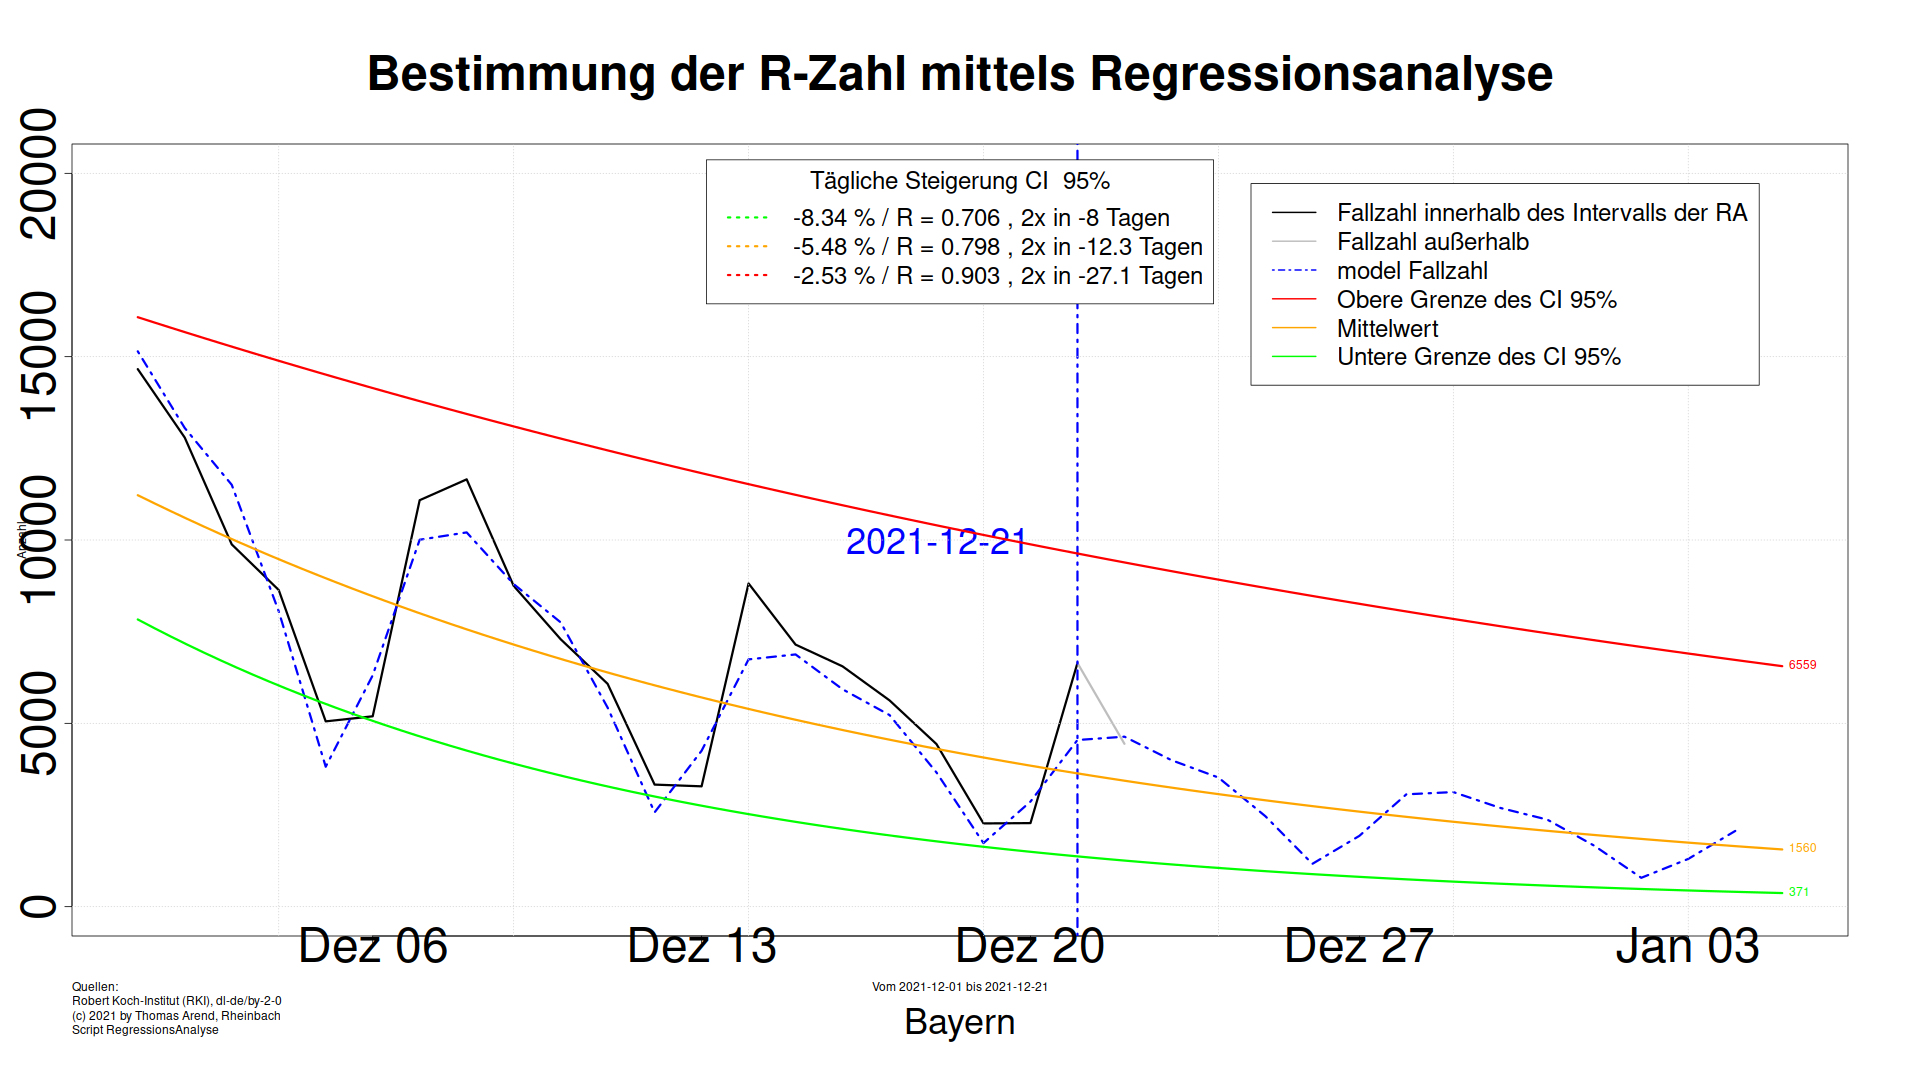 Bestimmung der R-Zahl mittels Regressionsanalyse
Tägliche Steigerung CI 95%
-8.34 % / R = 0.706 , 2x in -8 Tagen
-5.48 % / R = 0.798 , 2x in -12.3 Tagen
-2.53 % / R = 0.903 , 2x in -27.1 Tagen
Fallzahl innerhalb des Intervalls der RA
Fallzahl außerhalb
model Fallzahl
Obere Grenze des CI 95%
Mittelwert
Untere Grenze des CI 95%
20000
15000
10000
5000
0
Anzahl
2021-12-21
6559
1560
371
Dez 06
Dez 13
Dez 20
Dez 27
Jan 03
Quellen:
Robert Koch-Institut (RKI), dl-de/by-2-0
(c) 2021 by Thomas Arend, Rheinbach
Script RegressionsAnalyse
Vom 2021-12-01 bis 2021-12-21
Bayern